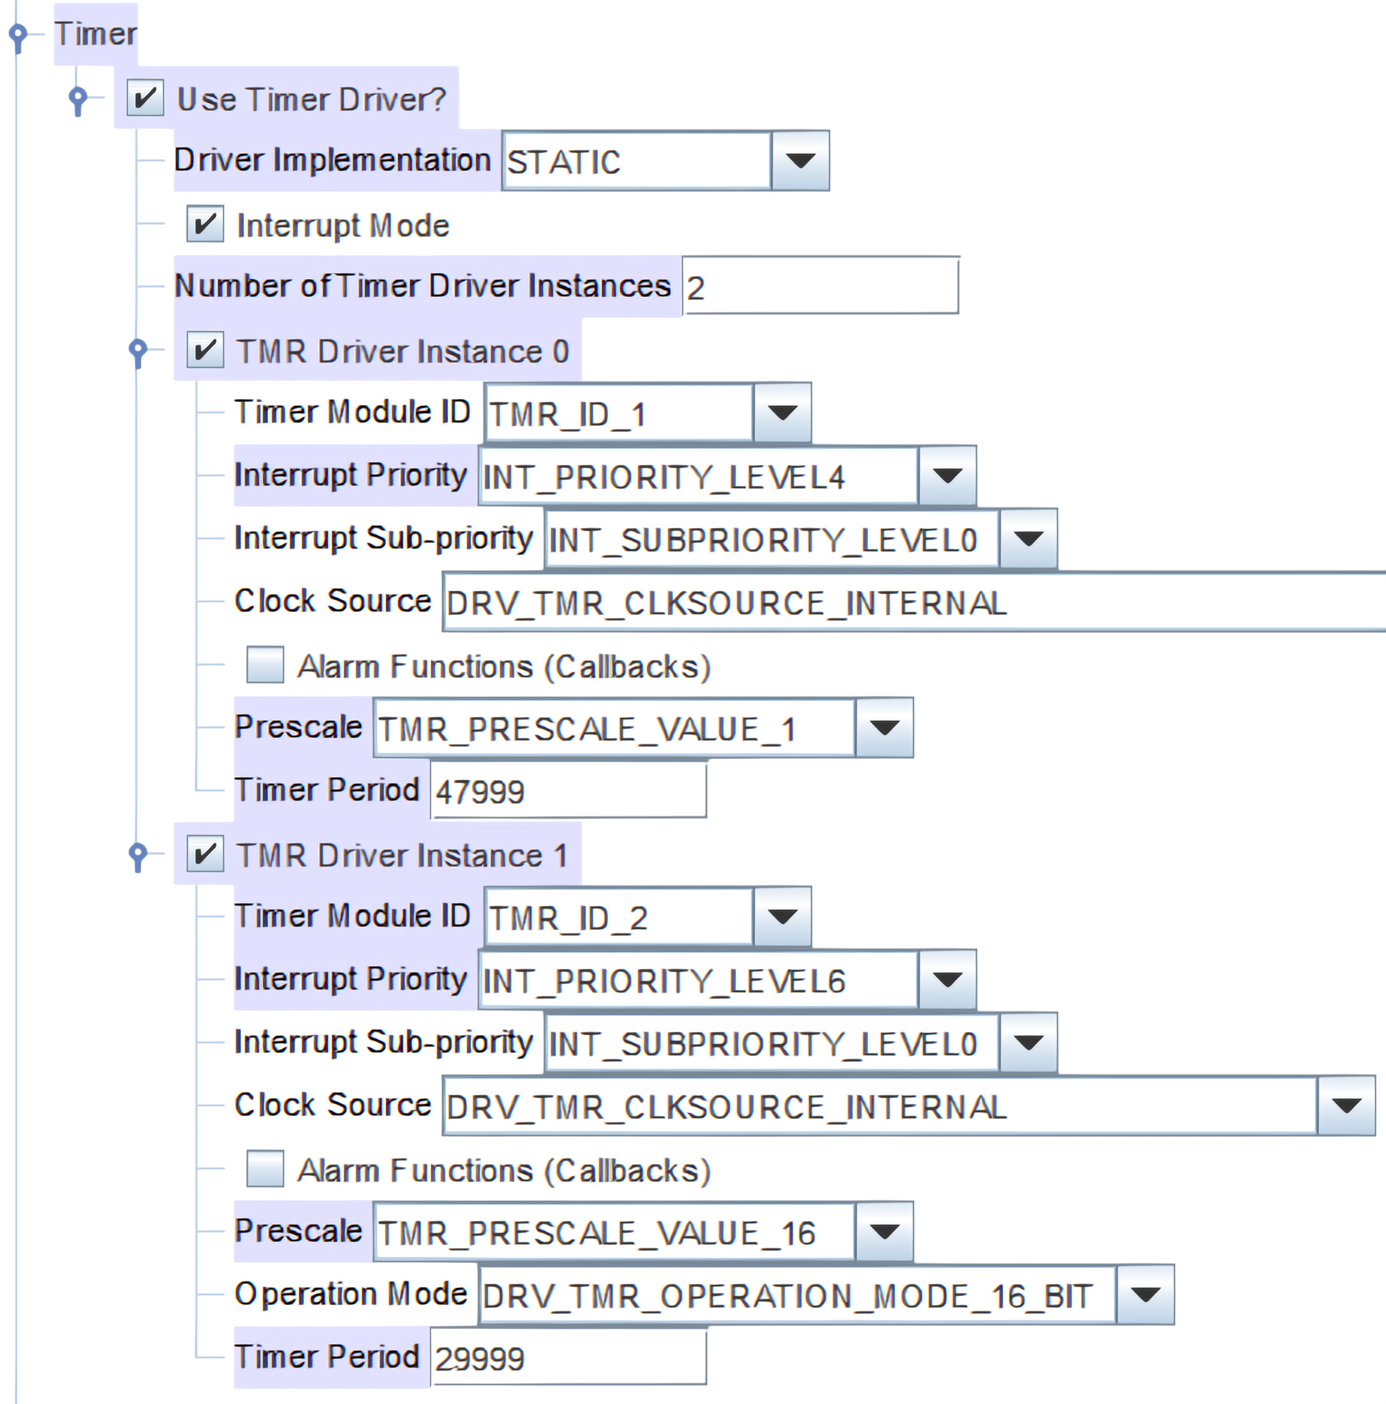 Timer
Use Timer Driver?
Driver Implementation STATIC
Interrupt Mode
Number of Timer Driver Instances 2
TMR Driver Instance 0
Timer Module ID TMR_ID_1
Interrupt Priority INT_PRIORITY_LEVEL4
Interrupt Sub-priority INT_SUBPRIORITY_LEVEL0
Clock Source DRV_TMR_CLKSOURCE_INTERNAL
Alarm Functions (Callbacks)
Prescale TMR_PRESCALE_VALUE_1
Timer Period 47999
TMR Driver Instance 1
Timer Module ID TMR_ID_2
Interrupt Priority INT_PRIORITY_LEVEL6
Interrupt Sub-priority INT_SUBPRIORITY_LEVEL0
Clock Source DRV_TMR_CLKSOURCE_INTERNAL
Alarm Functions (Callbacks)
Prescale TMR_PRESCALE_VALUE_16
Operation Mode DRV_TMR_OPERATION_MODE_16_BIT
Timer Period 29999